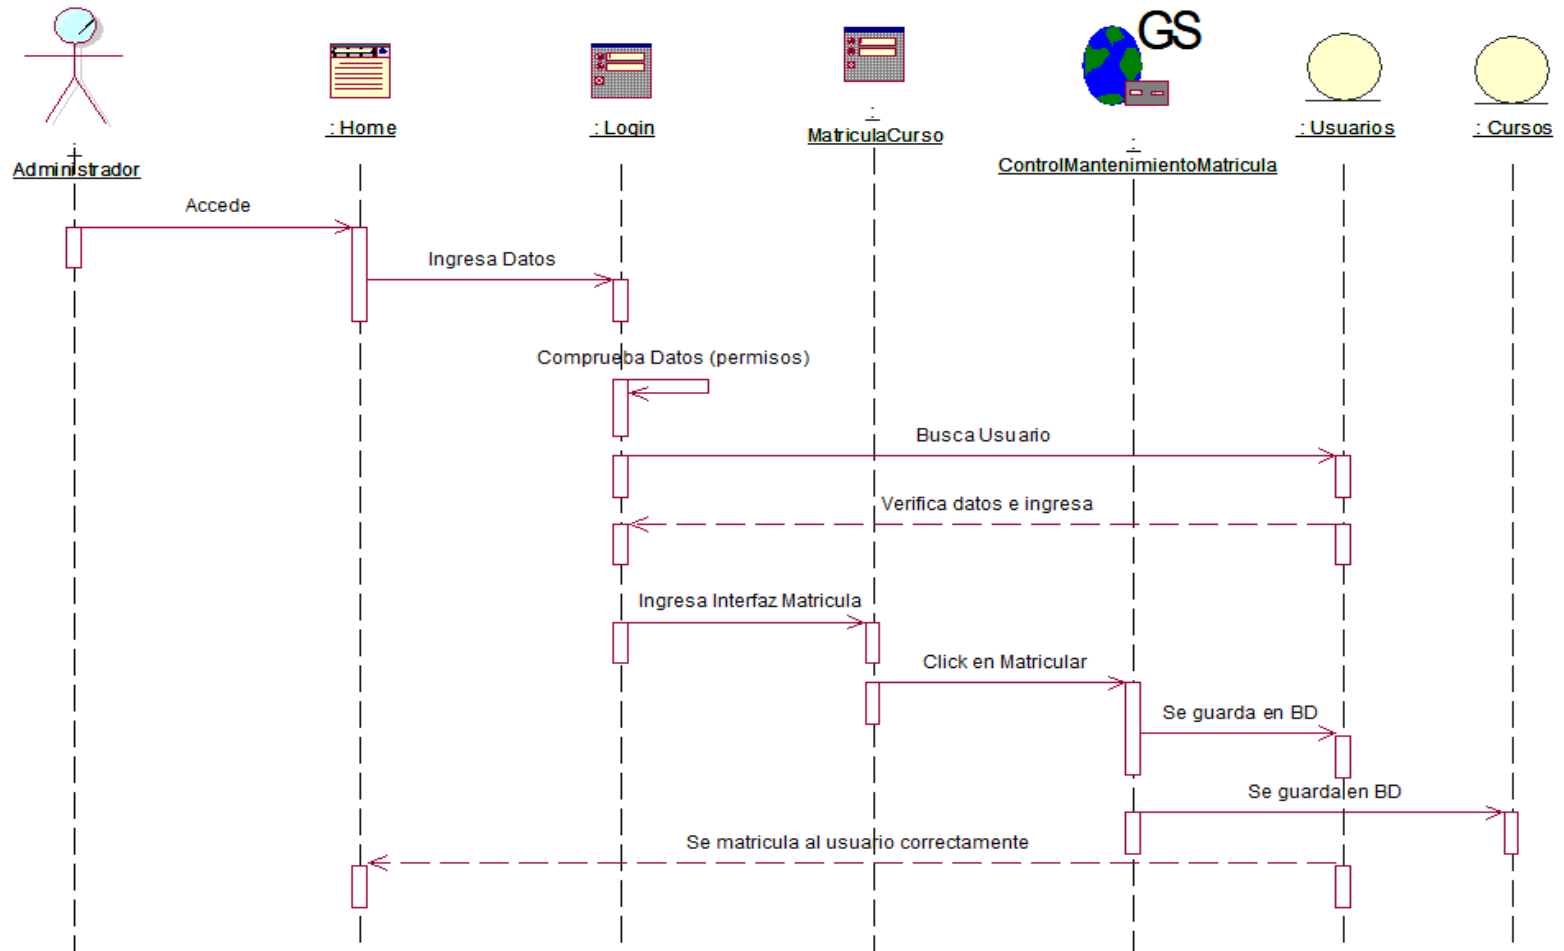 GS
: Home
: Login
:
MatriculaCurso
:
ControlMantenimientoMatricula
: Usuarios
: Cursos
:
Administrador
Accede
Ingresa Datos
Comprueba Datos (permisos)
Busca Usuario
Verifica datos e ingresa
Ingresa Interfaz Matricula
Click en Matricular
Se guarda en BD
Se guarda en BD
Se matricula al usuario correctamente